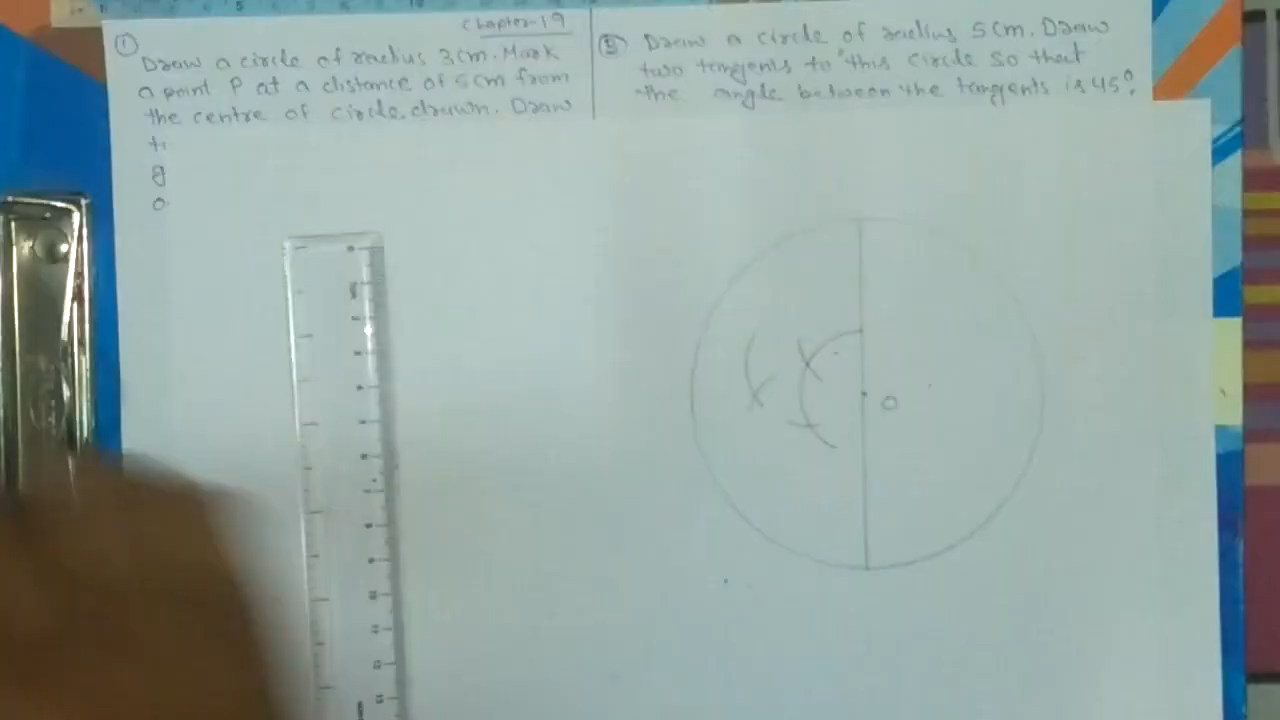 Chapter-19
① Draw a circle of radius 3cm. Mark
a point P at a distance of 5cm from
the centre of circle drawn. Draw
③ Draw a circle of radius 5cm. Draw
two tangents to this circle so that
the angle between the tangents is 45°.
O